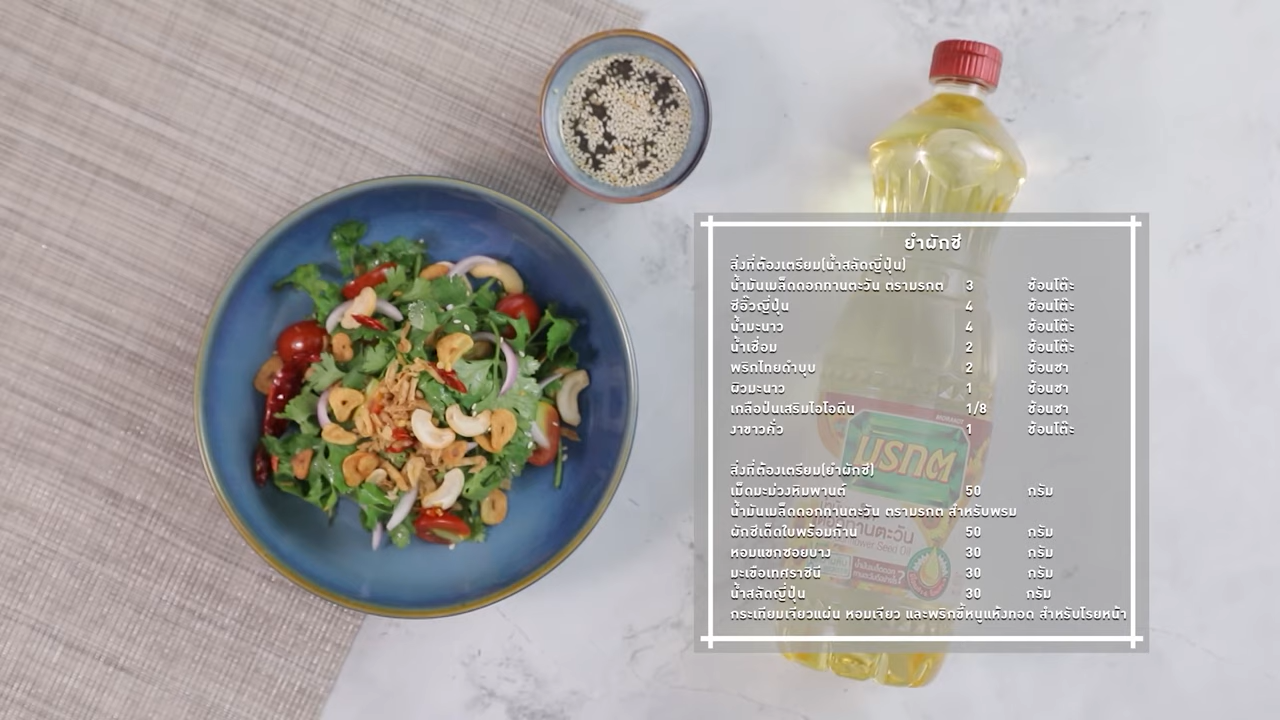 ยำผักชี
สิ่งที่ต้องเตรียม(น้ำสลัดญี่ปุ่น)
น้ำมันเมล็ดดอกทานตะวัน ตรามรกต 3 ช้อนโต๊ะ
ซีอิ๊วญี่ปุ่น 4 ช้อนโต๊ะ
น้ำมะนาว 4 ช้อนโต๊ะ
น้ำเชื่อม 2 ช้อนโต๊ะ
พริกไทยดำบุบ 2 ช้อนชา
ผิวมะนาว 1 ช้อนชา
เกลือป่นเสริมไอโอดีน 1/8 ช้อนชา
งาขาวคั่ว 1 ช้อนโต๊ะ
สิ่งที่ต้องเตรียม(ยำผักชี)
เม็ดมะม่วงหิมพานต์ 50 กรัม
น้ำมันเมล็ดดอกทานตะวัน ตรามรกต สำหรับพรม
ผักชีเด็ดใบพร้อมก้าน 50 กรัม
หอมแขกซอยบาง 30 กรัม
มะเขือเทศราชินี 30 กรัม
น้ำสลัดญี่ปุ่น 30 กรัม
กระเทียมเจียวแผ่น หอมเจียว และพริกขี้หนูแห้งทอด สำหรับโรยหน้า
MORAKOT
มรกต
ทานตะวัน
Seed Oil